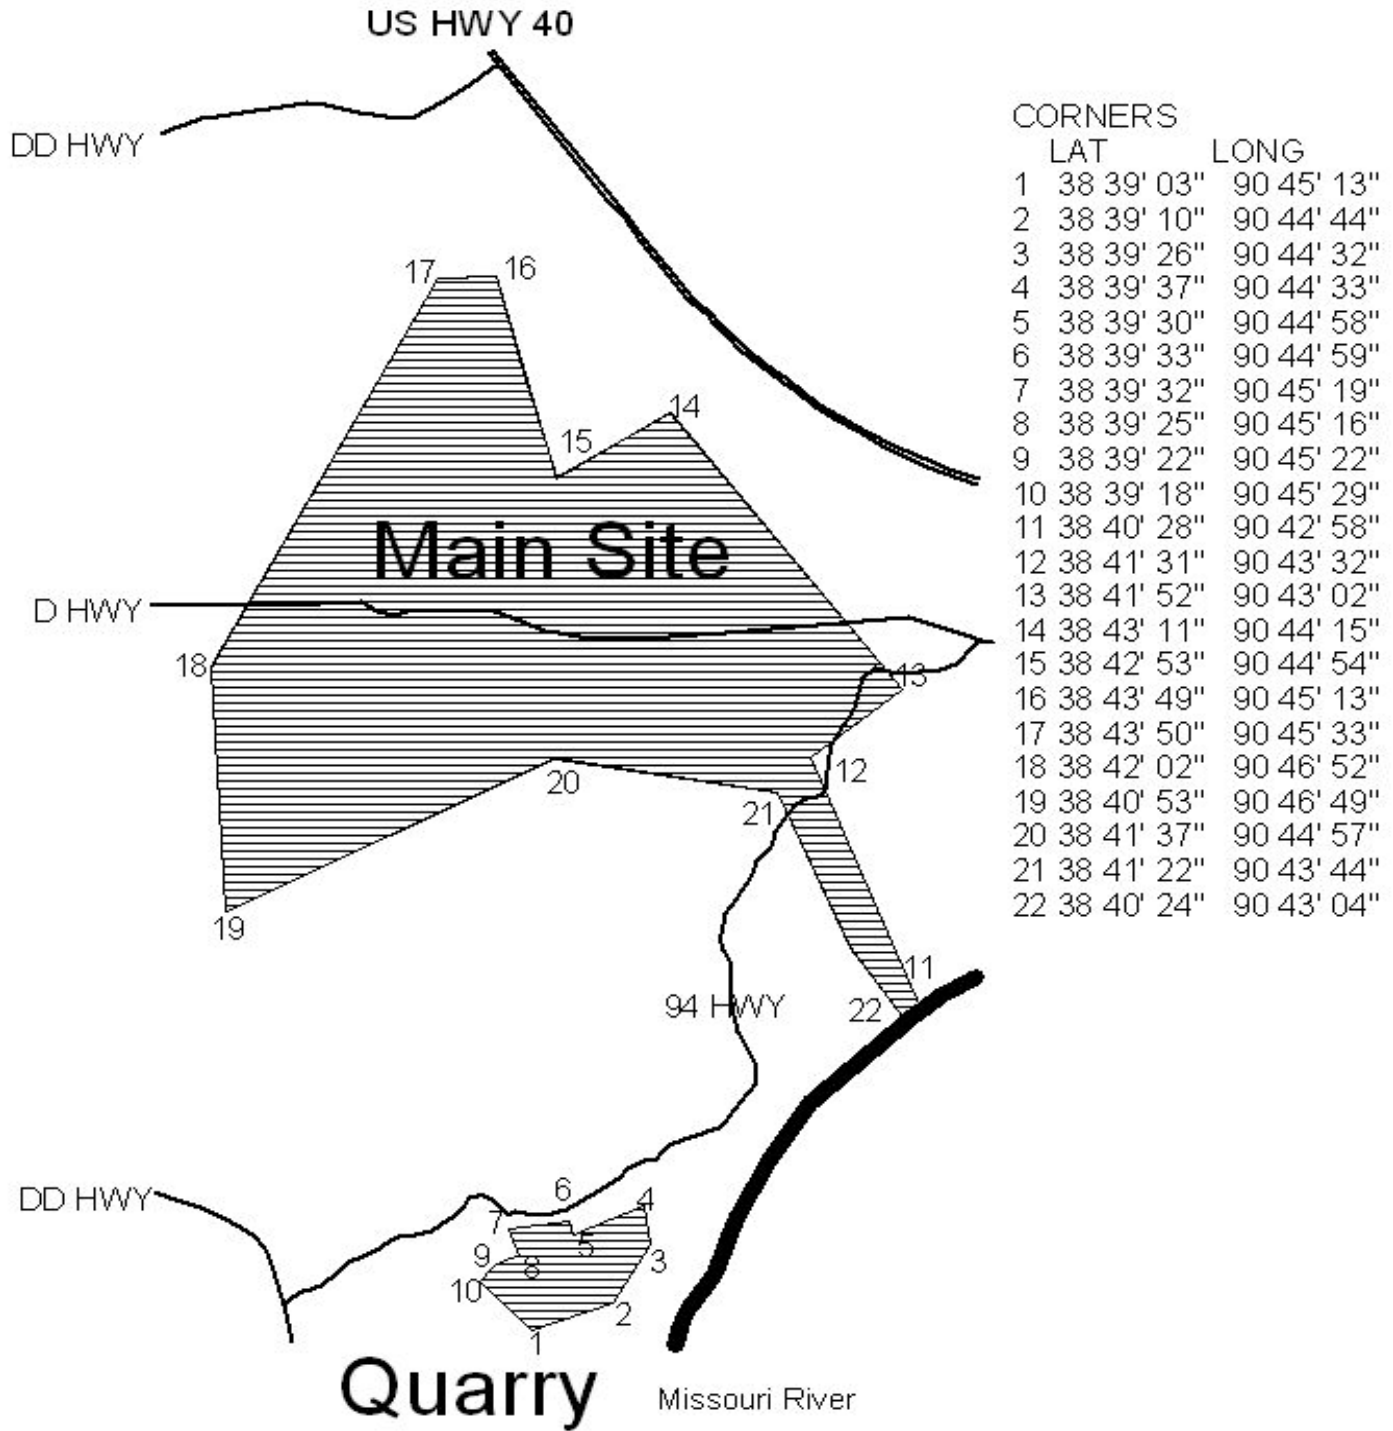 US HWY 40
DD HWY
CORNERS
LAT LONG
1 38 39' 03" 90 45' 13"
2 38 39' 10" 90 44' 44"
3 38 39' 26" 90 44' 32"
4 38 39' 37" 90 44' 33"
5 38 39' 30" 90 44' 58"
6 38 39' 33" 90 44' 59"
7 38 39' 32" 90 45' 19"
8 38 39' 25" 90 45' 16"
9 38 39' 22" 90 45' 22"
10 38 39' 18" 90 45' 29"
11 38 40' 28" 90 42' 58"
12 38 41' 31" 90 43' 32"
13 38 41' 52" 90 43' 02"
14 38 43' 11" 90 44' 15"
15 38 42' 53" 90 44' 54"
16 38 43' 49" 90 45' 13"
17 38 43' 50" 90 45' 33"
18 38 42' 02" 90 46' 52"
19 38 40' 53" 90 46' 49"
20 38 41' 37" 90 44' 57"
21 38 41' 22" 90 43' 44"
22 38 40' 24" 90 43' 04"
17 16
14
15
Main Site
D HWY
18
13
12
20
21
19
11
94 HWY 22
DD HWY
6
4
7
5
9 8 3
10
2
1
Quarry
Missouri River